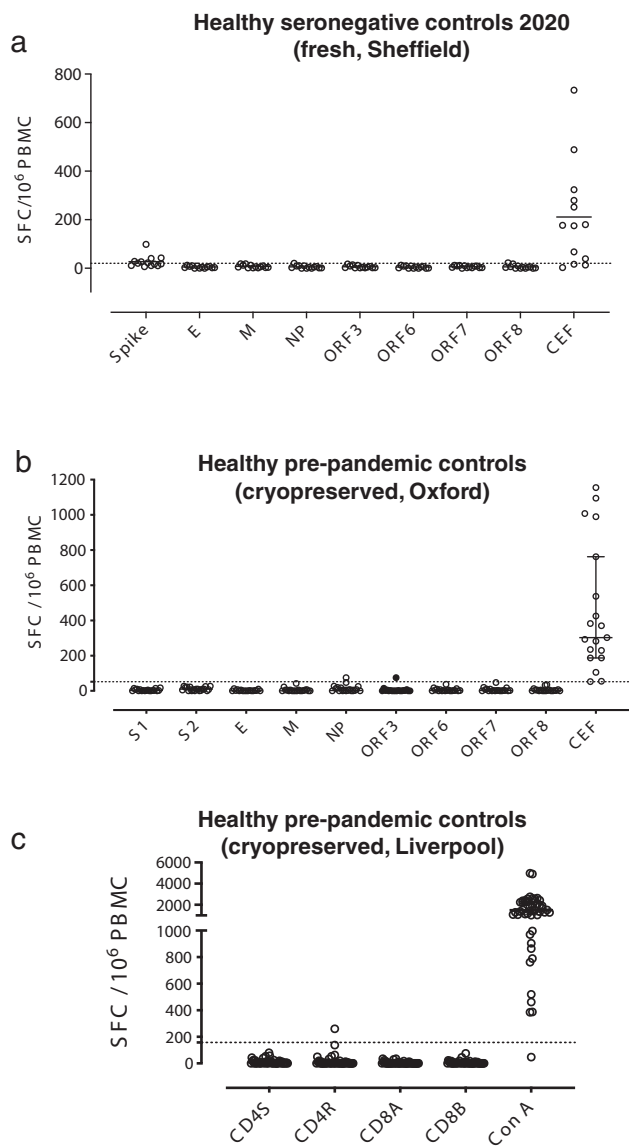 a
Healthy seronegative controls 2020
(fresh, Sheffield)
SFC/10⁶ PBMC
800
600
400
200
0
Spike E M NP ORF3 ORF6 ORF7 ORF8 CEF
b
Healthy pre-pandemic controls
(cryopreserved, Oxford)
SFC / 10⁶ PBMC
1200
1000
800
600
400
200
0
S1 S2 E M NP ORF3 ORF6 ORF7 ORF8 CEF
c
Healthy pre-pandemic controls
(cryopreserved, Liverpool)
SFC / 10⁶ PBMC
6000
4000
2000
1000
800
600
400
200
0
CD4S CD4R CD8A CD8B Con A